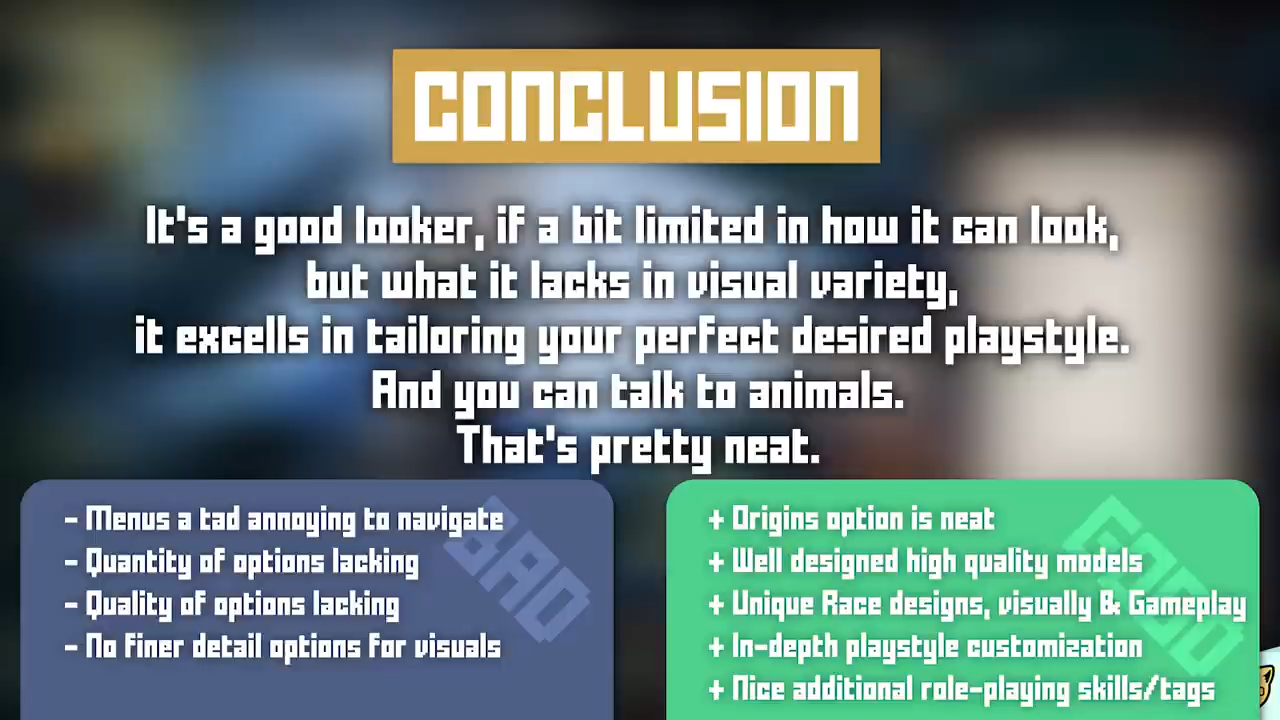 CONCLUSION
It's a good looker, if a bit limited in how it can look,
but what it lacks in visual variety,
it excells in tailoring your perfect desired playstyle.
And you can talk to animals.
That's pretty neat.
BAD
- Menus a tad annoying to navigate
- Quantity of options lacking
- Quality of options lacking
- No finer detail options for visuals
GOOD
+ Origins option is neat
+ Well designed high quality models
+ Unique Race designs, visually & Gameplay
+ In-depth playstyle customization
+ Nice additional role-playing skills/tags